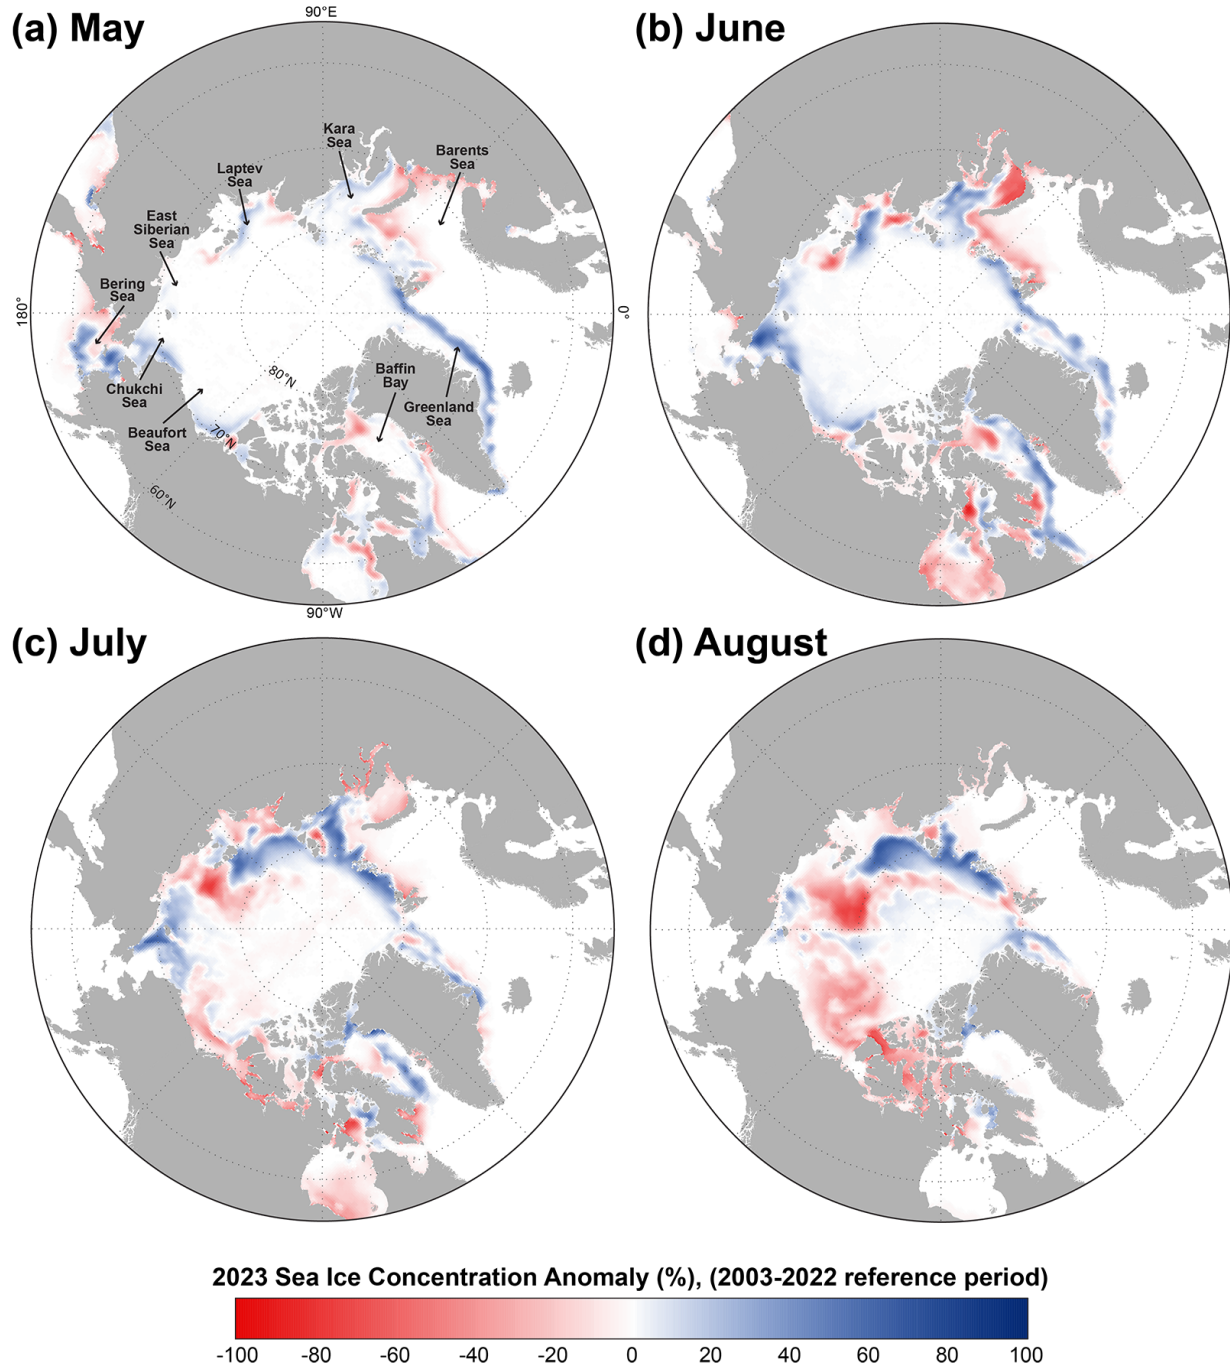 (a) May
90°E
(b) June
Kara
Sea
Barents
Sea
Laptev
Sea
East
Siberian
Sea
Bering
Sea
180°
0°
80°N
Baffin
Bay
Chukchi
Sea
Greenland
Sea
Beaufort
Sea
70°N
60°N
90°W
(c) July
(d) August
2023 Sea Ice Concentration Anomaly (%), (2003-2022 reference period)
-100 -80 -60 -40 -20 0 20 40 60 80 100